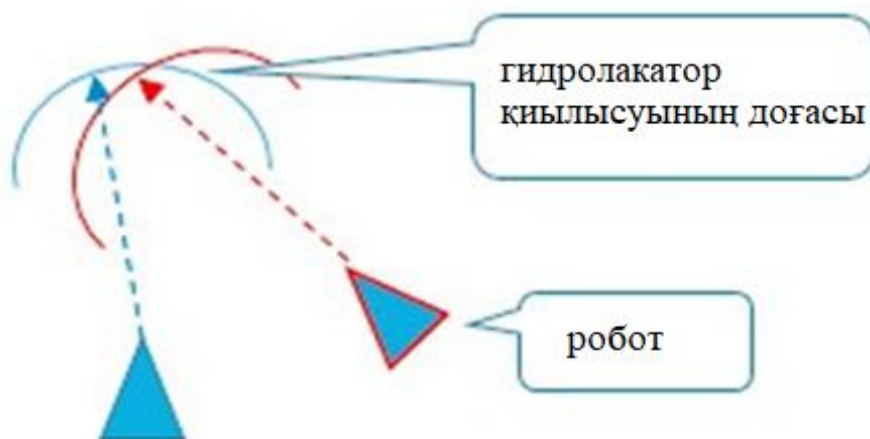 гидролакатор
қиылысуының доғасы
робот